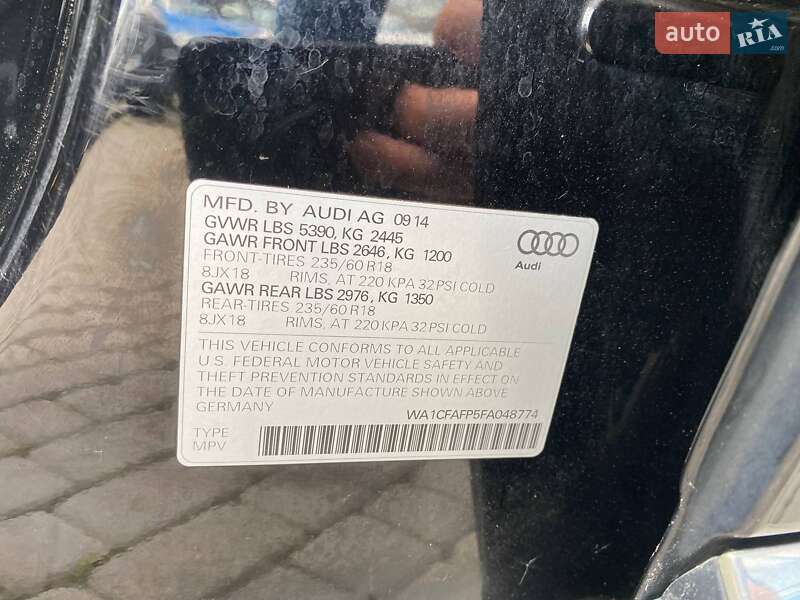 auto RIA .com
MFD. BY AUDI AG 09 14
GVWR LBS 5390, KG 2445
GAWR FRONT LBS 2646, KG 1200
FRONT-TIRES 235/60 R18
8JX18 RIMS, AT 220 KPA 32 PSI COLD
GAWR REAR LBS 2976, KG 1350
REAR-TIRES 235/60 R18
8JX18 RIMS, AT 220 KPA 32 PSI COLD
Audi
THIS VEHICLE CONFORMS TO ALL APPLICABLE
U.S. FEDERAL MOTOR VEHICLE SAFETY AND
THEFT PREVENTION STANDARDS IN EFFECT ON
THE DATE OF MANUFACTURE SHOWN ABOVE
GERMANY WA1CFAFP5FA048774
TYPE
MPV